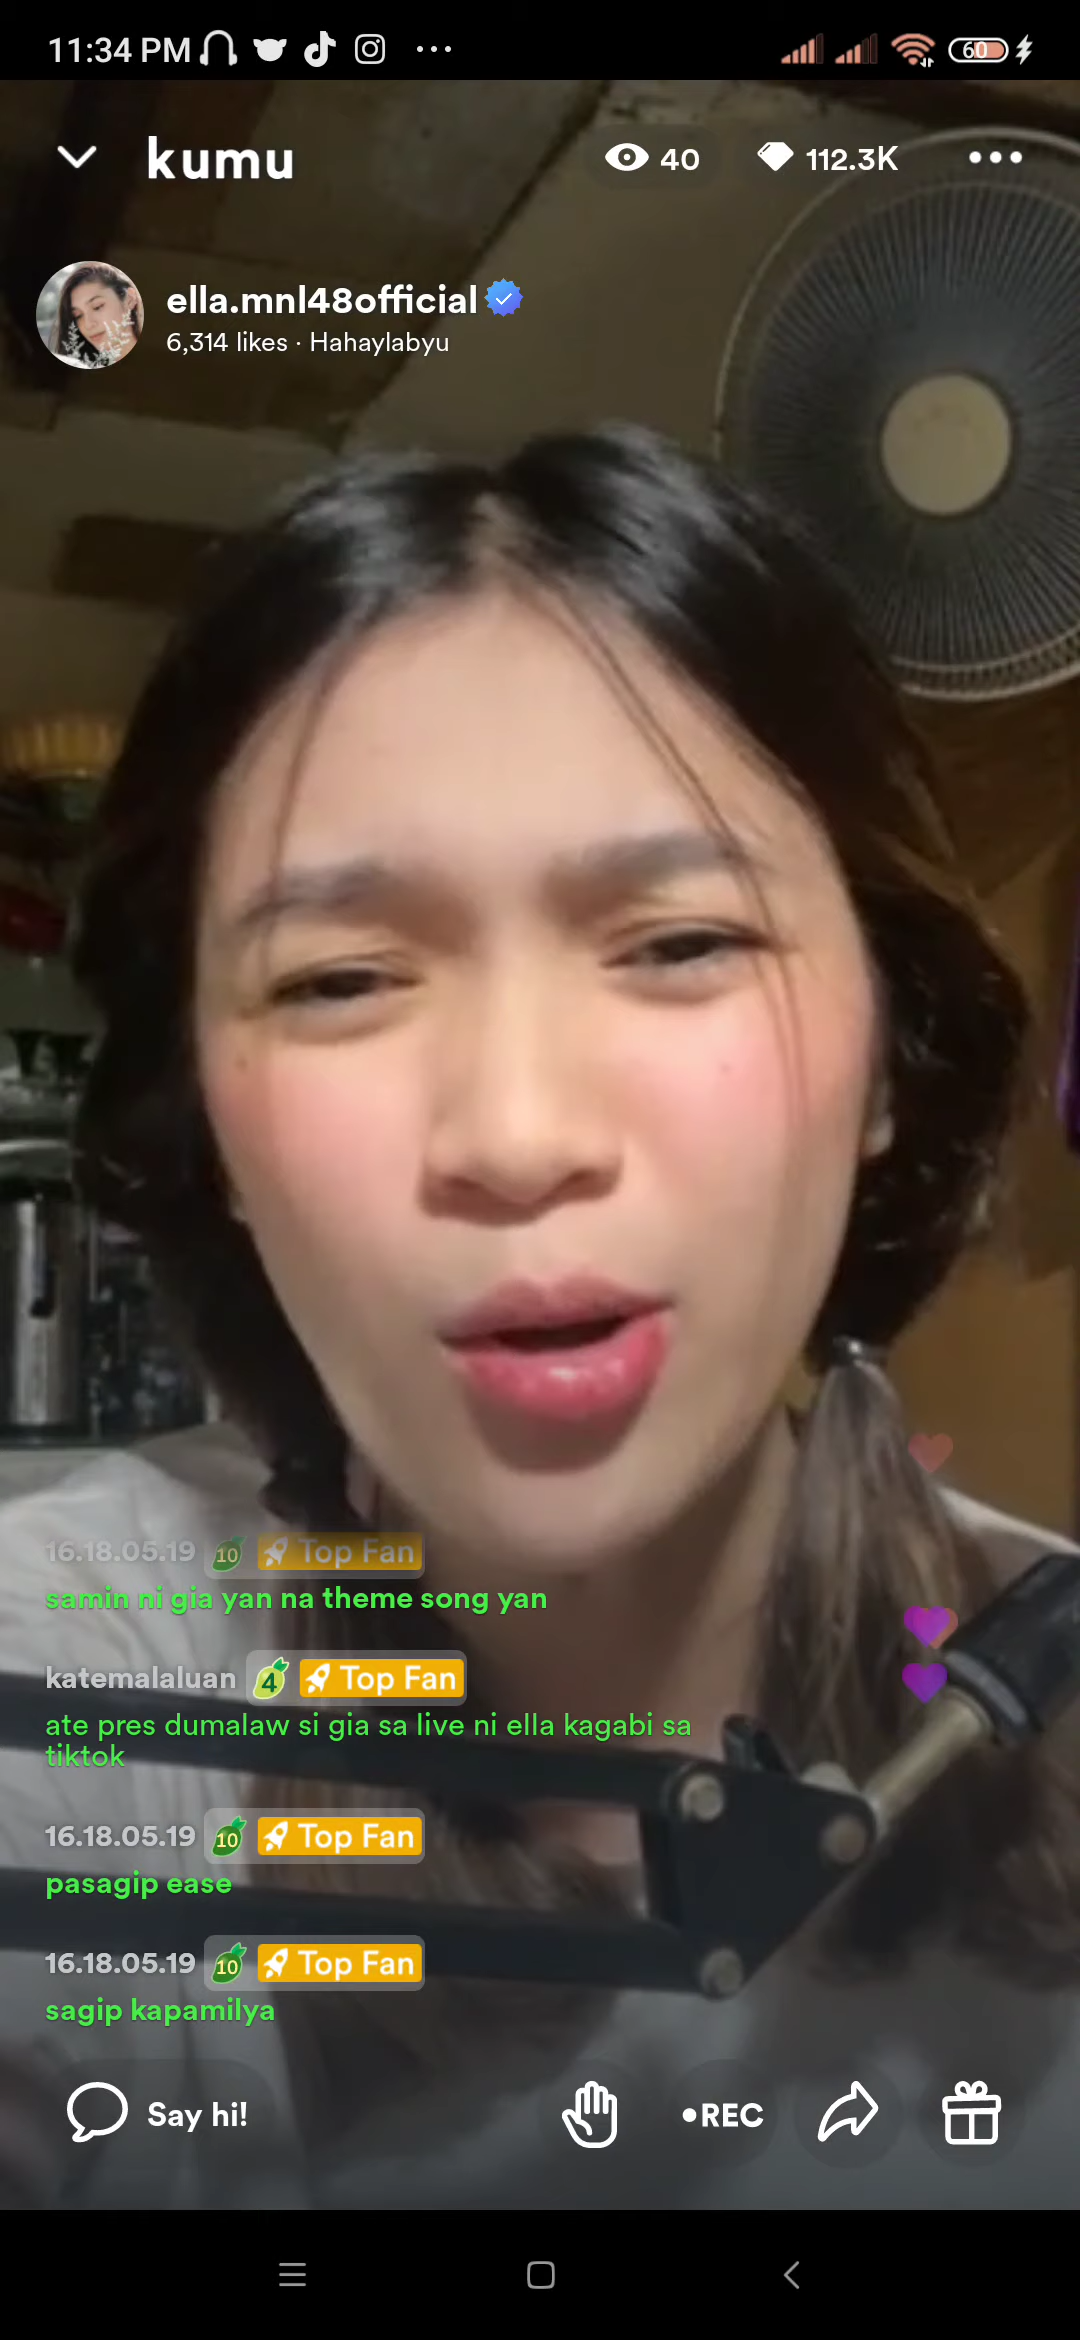 11:34 PM
60
kumu
40
112.3K
ella.mnl48official
6,314 likes · Hahaylabyu
16.18.05.19 10 Top Fan
samin ni gia yan na theme song yan
katemalaluan 4 Top Fan
ate pres dumalaw si gia sa live ni ella kagabi sa
tiktok
16.18.05.19 10 Top Fan
pasagip ease
16.18.05.19 10 Top Fan
sagip kapamilya
Say hi!
•REC